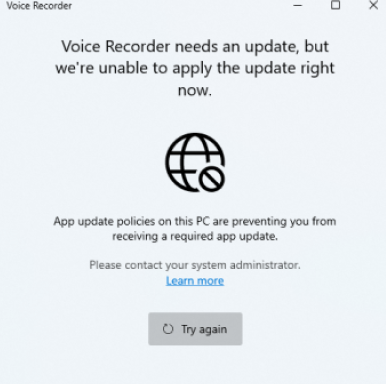 Voice Recorder
Voice Recorder needs an update, but
we're unable to apply the update right
now.
App update policies on this PC are preventing you from
receiving a required app update.
Please contact your system administrator.
Learn more
Try again